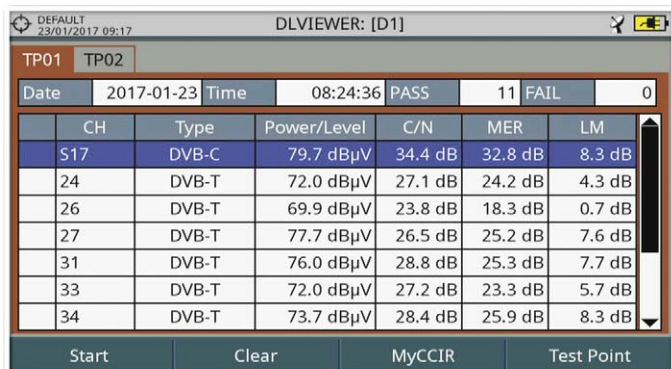 DEFAULT
23/01/2017 09:17
DLVIEWER: [D1]
TP01 TP02
Date 2017-01-23 Time 08:24:36 PASS 11 FAIL 0
CH Type Power/Level C/N MER LM
S17 DVB-C 79.7 dBµV 34.4 dB 32.8 dB 8.3 dB
24 DVB-T 72.0 dBµV 27.1 dB 24.2 dB 4.3 dB
26 DVB-T 69.9 dBµV 23.8 dB 18.3 dB 0.7 dB
27 DVB-T 77.7 dBµV 26.5 dB 25.2 dB 7.6 dB
31 DVB-T 76.0 dBµV 28.8 dB 25.3 dB 7.7 dB
33 DVB-T 72.0 dBµV 27.2 dB 23.3 dB 5.7 dB
34 DVB-T 73.7 dBµV 28.4 dB 25.9 dB 8.3 dB
Start Clear MyCCIR Test Point